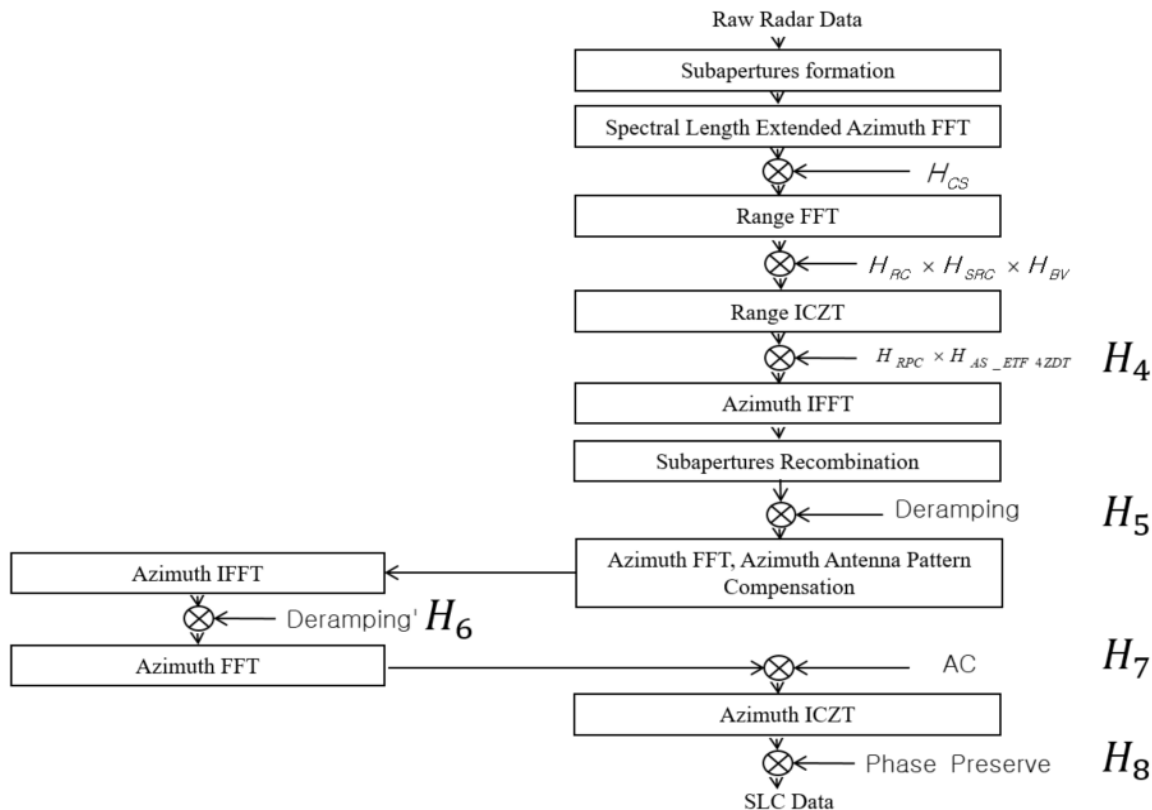 Raw Radar Data
Subapertures formation
Spectral Length Extended Azimuth FFT
H_CS
Range FFT
H_RC × H_SRC × H_BV
Range ICZT
H_RPC × H_AS_ETF 4ZDT
H_4
Azimuth IFFT
Subapertures Recombination
Deramping
H_5
Azimuth FFT, Azimuth Antenna Pattern
Compensation
Azimuth IFFT
Deramping' H_6
Azimuth FFT
AC
H_7
Azimuth ICZT
Phase Preserve
H_8
SLC Data